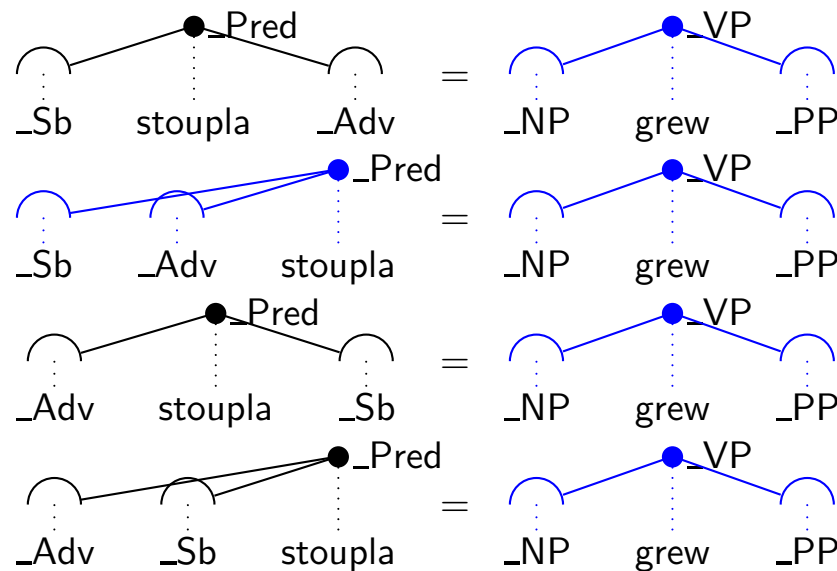 _Pred = _VP
_Sb stoupla _Adv _NP grew _PP
_Pred = _VP
_Sb _Adv stoupla _NP grew _PP
_Pred = _VP
_Adv stoupla _Sb _NP grew _PP
_Pred = _VP
_Adv _Sb stoupla _NP grew _PP